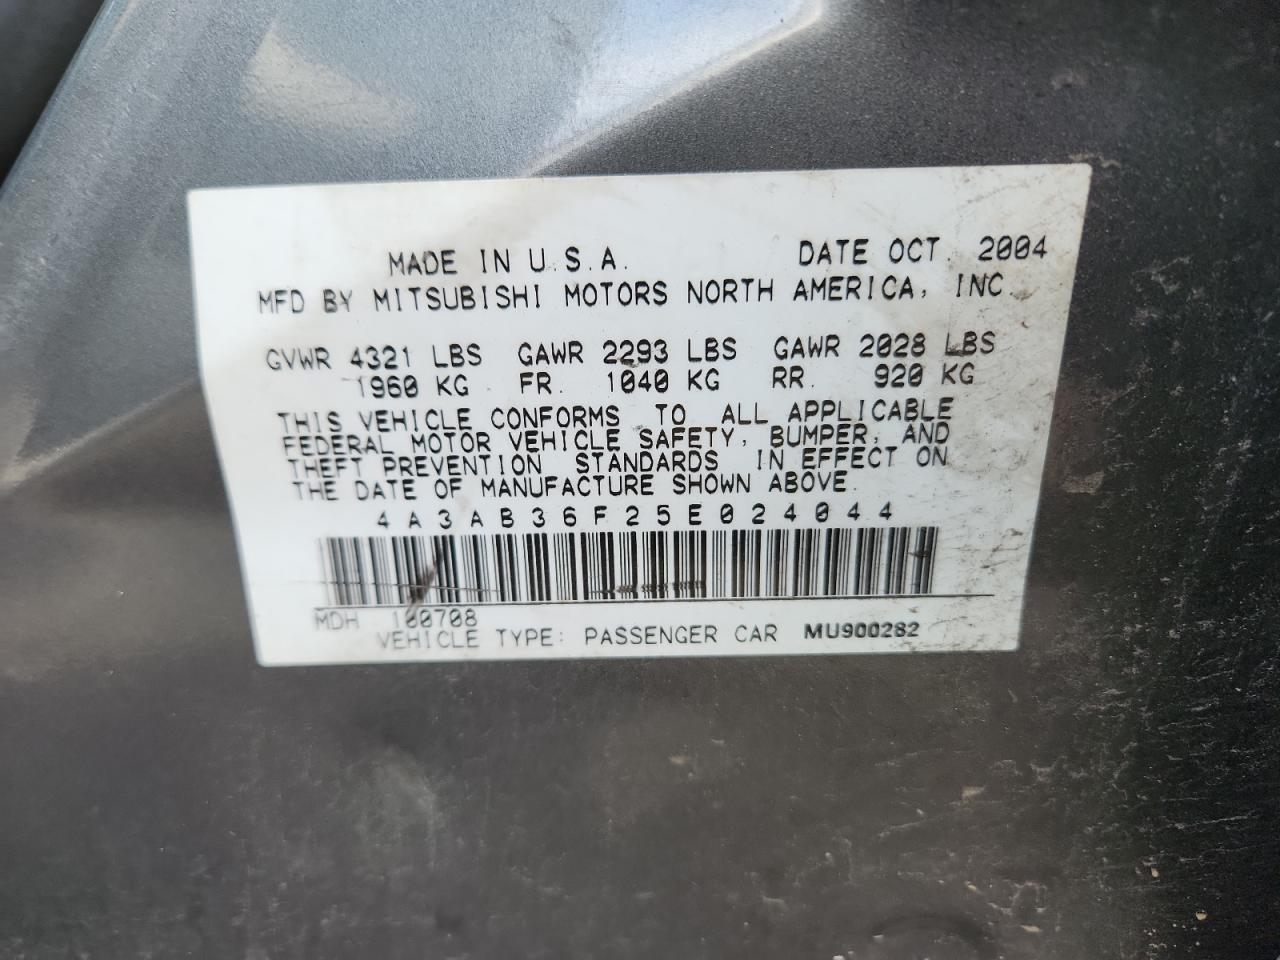 MADE IN U.S.A. DATE OCT. 2004
MFD BY MITSUBISHI MOTORS NORTH AMERICA, INC.
GVWR 4321 LBS GAWR 2293 LBS GAWR 2028 LBS
1960 KG FR. 1040 KG RR. 920 KG
THIS VEHICLE CONFORMS TO ALL APPLICABLE
FEDERAL MOTOR VEHICLE SAFETY, BUMPER, AND
THEFT PREVENTION STANDARDS IN EFFECT ON
THE DATE OF MANUFACTURE SHOWN ABOVE.
4A3AB36F25E024044
MDH 100708
VEHICLE TYPE: PASSENGER CAR MU900282